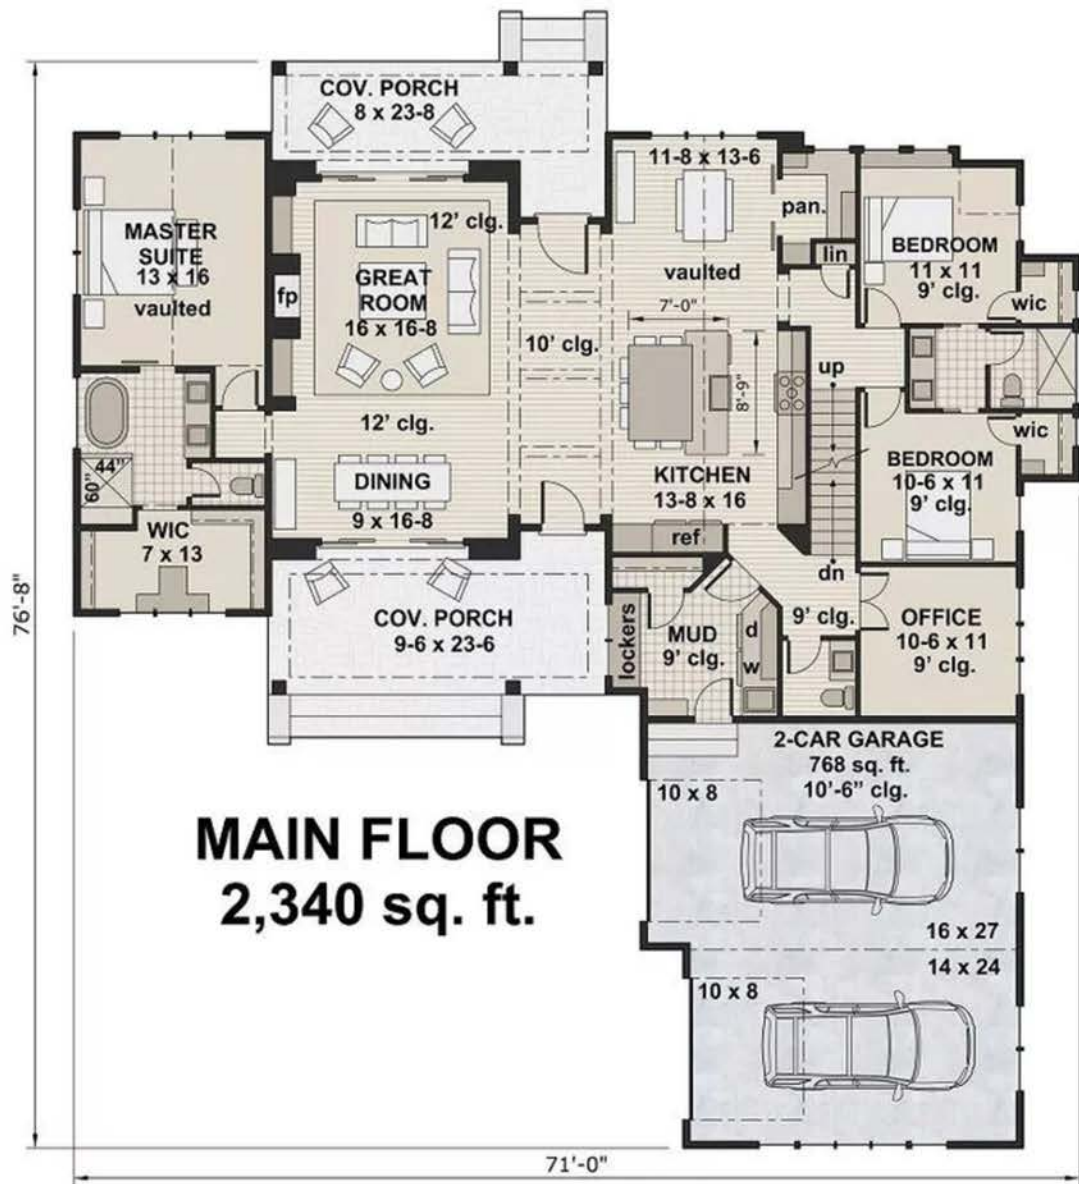 COV. PORCH
8 x 23-8
11-8 x 13-6
pan.
lin
12' clg.
MASTER
SUITE
13 x 16
vaulted
GREAT
ROOM
16 x 16-8
fp
vaulted
7'-0"
10' clg.
8'-9"
BEDROOM
11 x 11
9' clg.
wic
up
12' clg.
wic
44"
60"
DINING
9 x 16-8
KITCHEN
13-8 x 16
BEDROOM
10-6 x 11
9' clg.
WIC
7 x 13
ref
dn
COV. PORCH
9-6 x 23-6
lockers
MUD
9' clg.
d
w
9' clg.
OFFICE
10-6 x 11
9' clg.
2-CAR GARAGE
768 sq. ft.
10'-6" clg.
10 x 8
16 x 27
14 x 24
10 x 8
MAIN FLOOR
2,340 sq. ft.
76'-8"
71'-0"